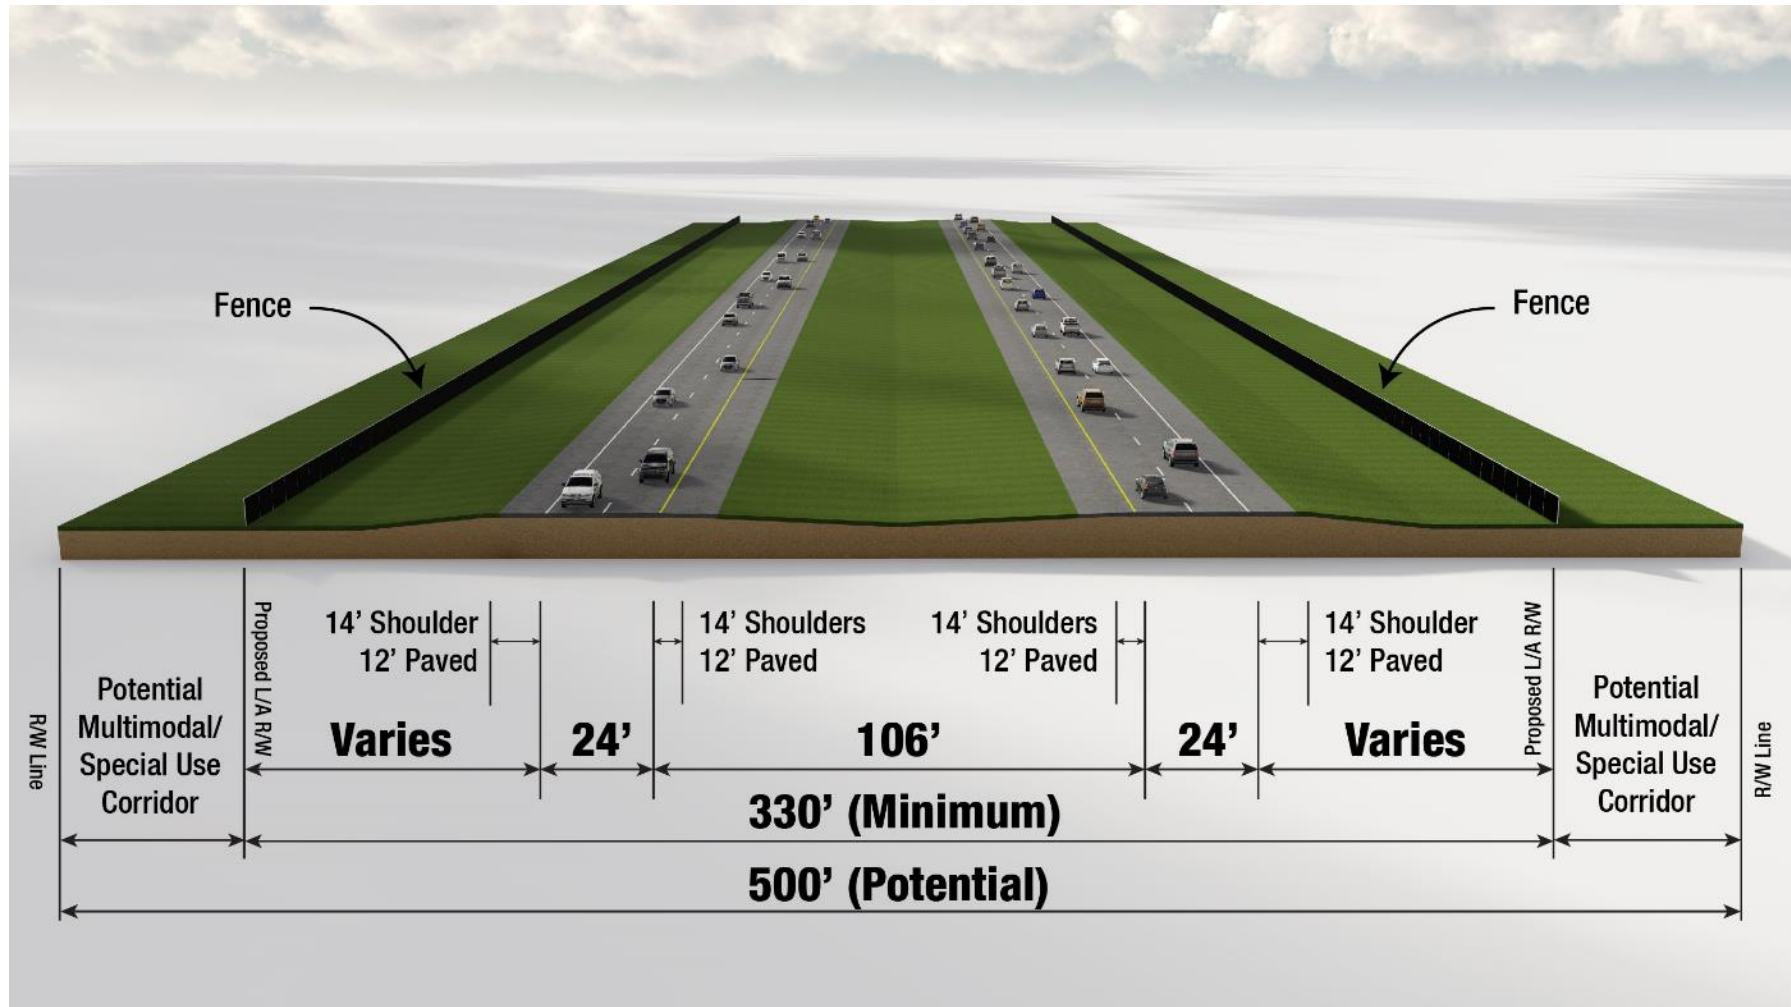 Fence
Fence
R/W Line
Potential
Multimodal/
Special Use
Corridor
Proposed L/A R/W
14’ Shoulder
12’ Paved
14’ Shoulders
12’ Paved
14’ Shoulders
12’ Paved
14’ Shoulder
12’ Paved
Proposed L/A R/W
Potential
Multimodal/
Special Use
Corridor
R/W Line
Varies
24’
106’
24’
Varies
330’ (Minimum)
500’ (Potential)